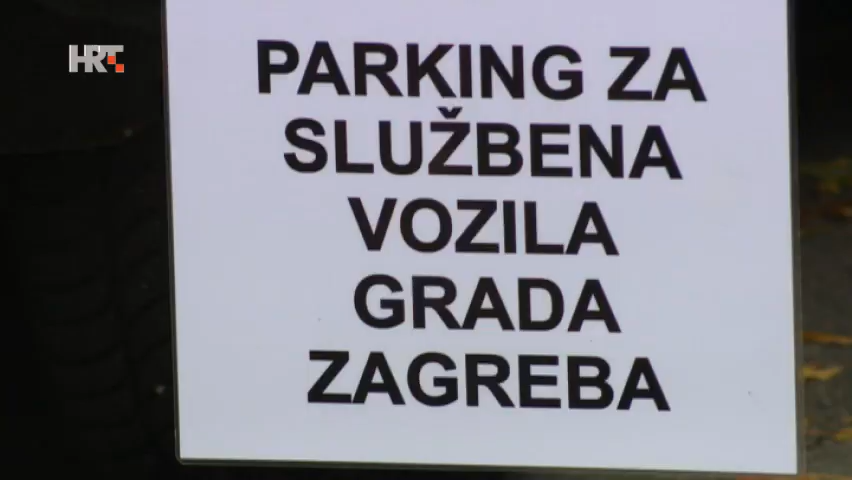 HRT
PARKING ZA
SLUŽBENA
VOZILA
GRADA
ZAGREBA